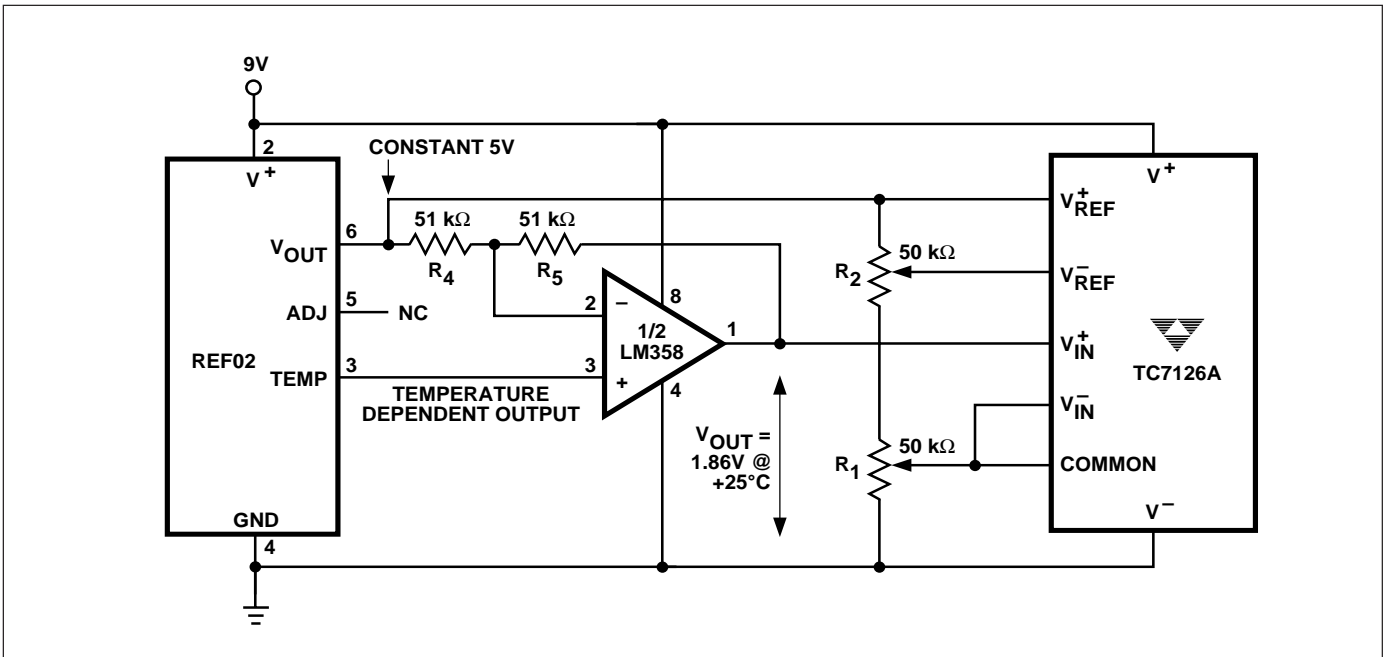 9V
2
V+
CONSTANT 5V
VOUT
6
51 kΩ
R4
51 kΩ
R5
ADJ
5
NC
REF02
TEMP
3
TEMPERATURE
DEPENDENT OUTPUT
GND
4
2
–
8
1/2
LM358
1
3
+
4
VOUT =
1.86V @
+25°C
50 kΩ
R2
50 kΩ
R1
V+
V+REF
V–REF
V+IN
TC7126A
V–IN
COMMON
V–